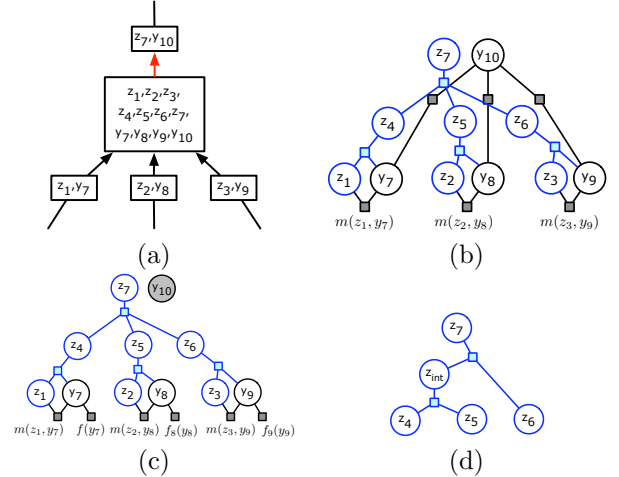 z7,y10
z1,z2,z3,
z4,z5,z6,z7,
y7,y8,y9,y10
z1,y7
z2,y8
z3,y9
(a)
z7
y10
z4
z5
z6
z1
y7
z2
y8
z3
y9
m(z1, y7)
m(z2, y8)
m(z3, y9)
(b)
z7
y10
z4
z5
z6
z1
y7
z2
y8
z3
y9
m(z1, y7)
f(y7)
m(z2, y8)
f8(y8)
m(z3, y9)
f9(y9)
(c)
z7
zint
z4
z5
z6
(d)